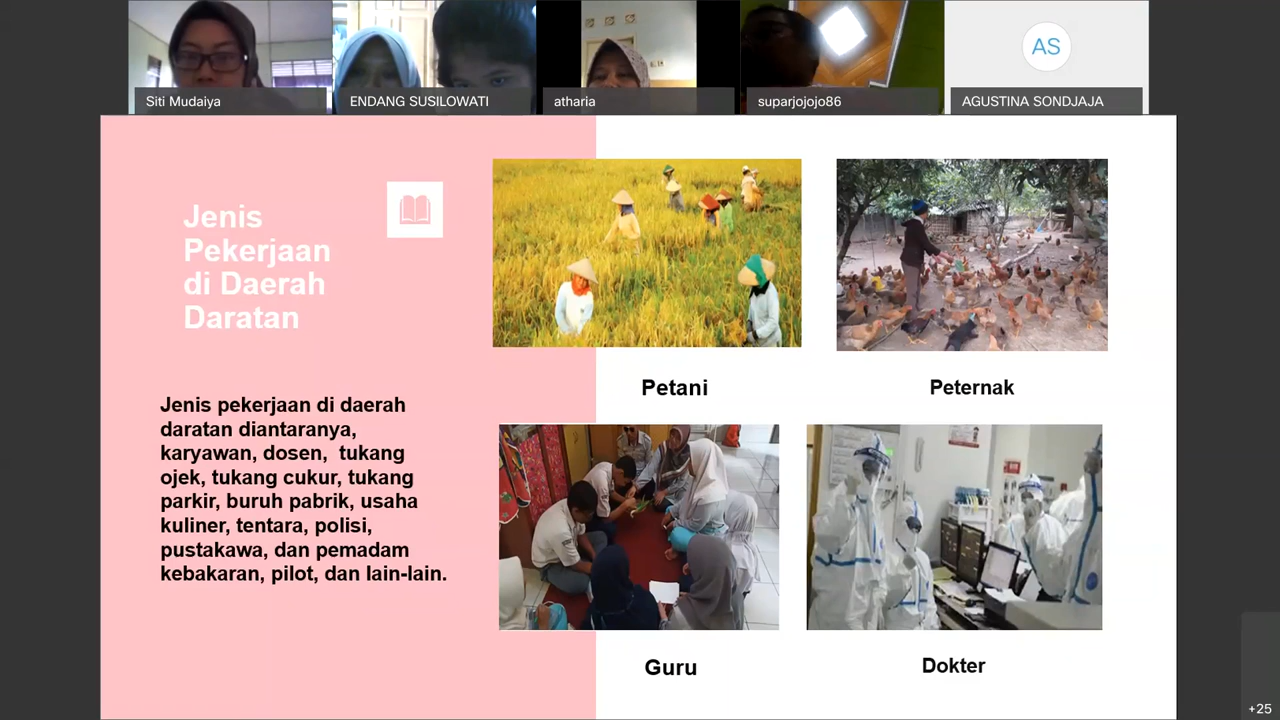 Siti Mudaiya
ENDANG SUSILOWATI
atharia
suparjojojo86
AS
AGUSTINA SONDJAJA
Jenis
Pekerjaan
di Daerah
Daratan
Jenis pekerjaan di daerah
daratan diantaranya,
karyawan, dosen, tukang
ojek, tukang cukur, tukang
parkir, buruh pabrik, usaha
kuliner, tentara, polisi,
pustakawa, dan pemadam
kebakaran, pilot, dan lain-lain.
Petani
Peternak
Guru
Dokter
+25